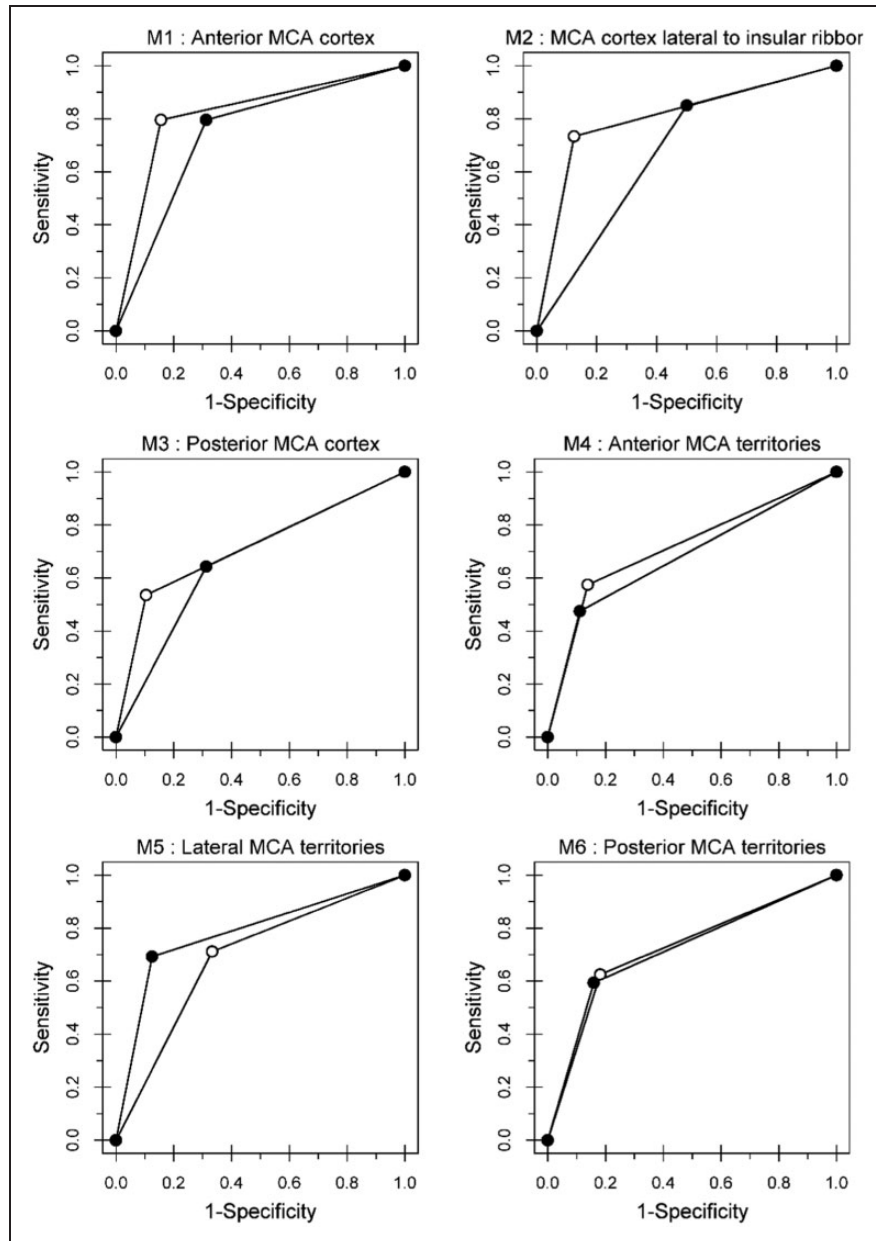 M1 : Anterior MCA cortex
Sensitivity
0.0 0.2 0.4 0.6 0.8 1.0
0.0 0.2 0.4 0.6 0.8 1.0
1-Specificity
M2 : MCA cortex lateral to insular ribbor
Sensitivity
0.0 0.2 0.4 0.6 0.8 1.0
0.0 0.2 0.4 0.6 0.8 1.0
1-Specificity
M3 : Posterior MCA cortex
Sensitivity
0.0 0.2 0.4 0.6 0.8 1.0
0.0 0.2 0.4 0.6 0.8 1.0
1-Specificity
M4 : Anterior MCA territories
Sensitivity
0.0 0.2 0.4 0.6 0.8 1.0
0.0 0.2 0.4 0.6 0.8 1.0
1-Specificity
M5 : Lateral MCA territories
Sensitivity
0.0 0.2 0.4 0.6 0.8 1.0
0.0 0.2 0.4 0.6 0.8 1.0
1-Specificity
M6 : Posterior MCA territories
Sensitivity
0.0 0.2 0.4 0.6 0.8 1.0
0.0 0.2 0.4 0.6 0.8 1.0
1-Specificity